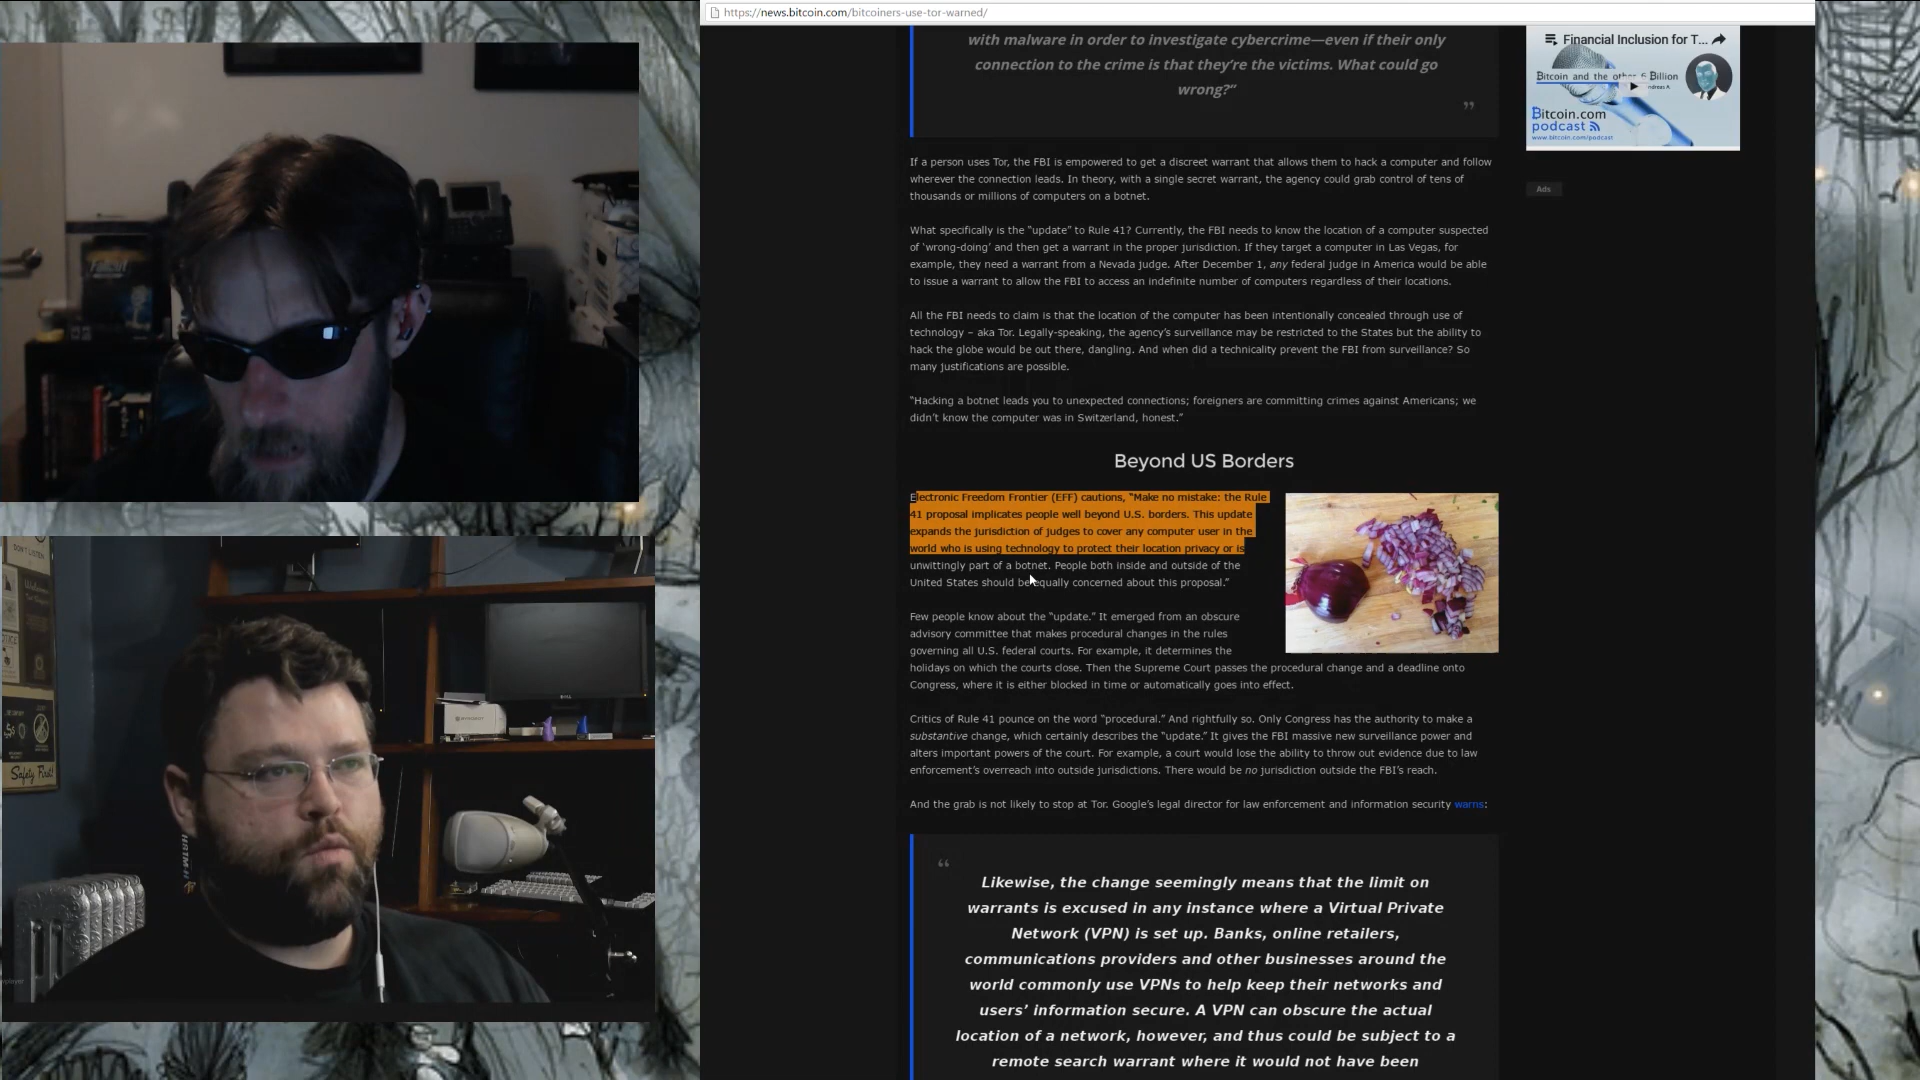 https://news.bitcoin.com/bitcoiners-use-tor-warned/
with malware in order to investigate cybercrime—even if their only
connection to the crime is that they’re the victims. What could go
wrong?”
”
If a person uses Tor, the FBI is empowered to get a discreet warrant that allows them to hack a computer and follow
wherever the connection leads. In theory, with a single secret warrant, the agency could grab control of tens of
thousands or millions of computers on a botnet.
What specifically is the “update” to Rule 41? Currently, the FBI needs to know the location of a computer suspected
of ‘wrong-doing’ and then get a warrant in the proper jurisdiction. If they target a computer in Las Vegas, for
example, they need a warrant from a Nevada judge. After December 1, any federal judge in America would be able
to issue a warrant to allow the FBI to access an indefinite number of computers regardless of their locations.
All the FBI needs to claim is that the location of the computer has been intentionally concealed through use of
technology – aka Tor. Legally-speaking, the agency’s surveillance may be restricted to the States but the ability to
hack the globe would be out there, dangling. And when did a technicality prevent the FBI from surveillance? So
many justifications are possible.
“Hacking a botnet leads you to unexpected connections; foreigners are committing crimes against Americans; we
didn’t know the computer was in Switzerland, honest.”
Beyond US Borders
Electronic Freedom Frontier (EFF) cautions, “Make no mistake: the Rule
41 proposal implicates people well beyond U.S. borders. This update
expands the jurisdiction of judges to cover any computer user in the
world who is using technology to protect their location privacy or is
unwittingly part of a botnet. People both inside and outside of the
United States should be equally concerned about this proposal.”
Few people know about the “update.” It emerged from an obscure
advisory committee that makes procedural changes in the rules
governing all U.S. federal courts. For example, it determines the
holidays on which the courts close. Then the Supreme Court passes the procedural change and a deadline onto
Congress, where it is either blocked in time or automatically goes into effect.
Critics of Rule 41 pounce on the word “procedural.” And rightfully so. Only Congress has the authority to make a
substantive change, which certainly describes the “update.” It gives the FBI massive new surveillance power and
alters important powers of the court. For example, a court would lose the ability to throw out evidence due to law
enforcement’s overreach into outside jurisdictions. There would be no jurisdiction outside the FBI’s reach.
And the grab is not likely to stop at Tor. Google’s legal director for law enforcement and information security warns:
“
Likewise, the change seemingly means that the limit on
warrants is excused in any instance where a Virtual Private
Network (VPN) is set up. Banks, online retailers,
communications providers and other businesses around the
world commonly use VPNs to help keep their networks and
users’ information secure. A VPN can obscure the actual
location of a network, however, and thus could be subject to a
remote search warrant where it would not have been
Financial Inclusion for T...
Bitcoin and the other 6 Billion
Bitcoin.com
podcast
www.bitcoin.com/podcast
Ads
DON'T LISTEN
Safety First!
DELL